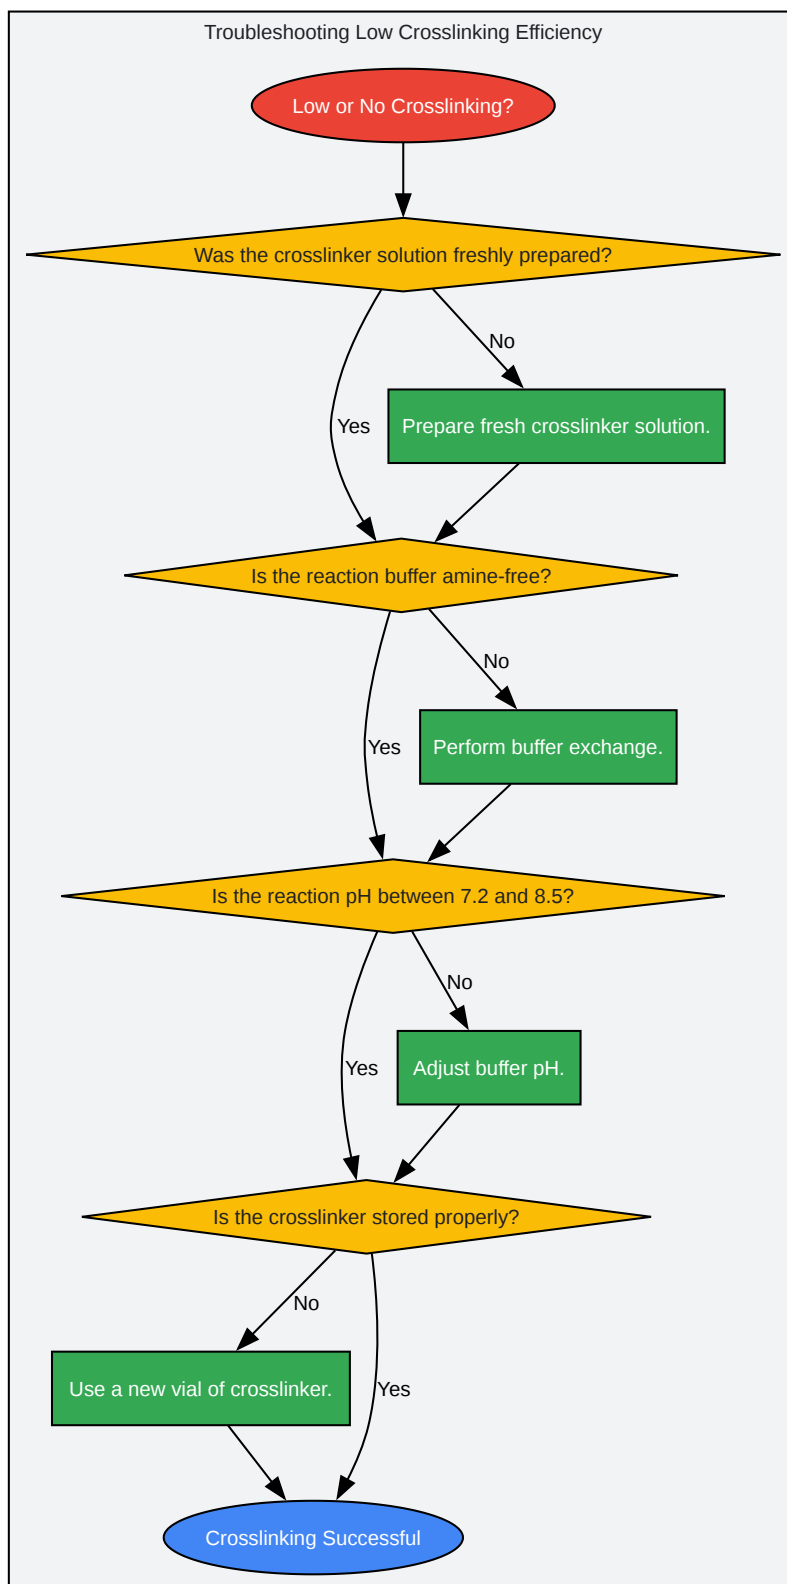 Troubleshooting Low Crosslinking Efficiency
Low or No Crosslinking?
Was the crosslinker solution freshly prepared?
No
Yes
Prepare fresh crosslinker solution.
Is the reaction buffer amine-free?
No
Yes
Perform buffer exchange.
Is the reaction pH between 7.2 and 8.5?
No
Yes
Adjust buffer pH.
Is the crosslinker stored properly?
No
Use a new vial of crosslinker.
Yes
Crosslinking Successful